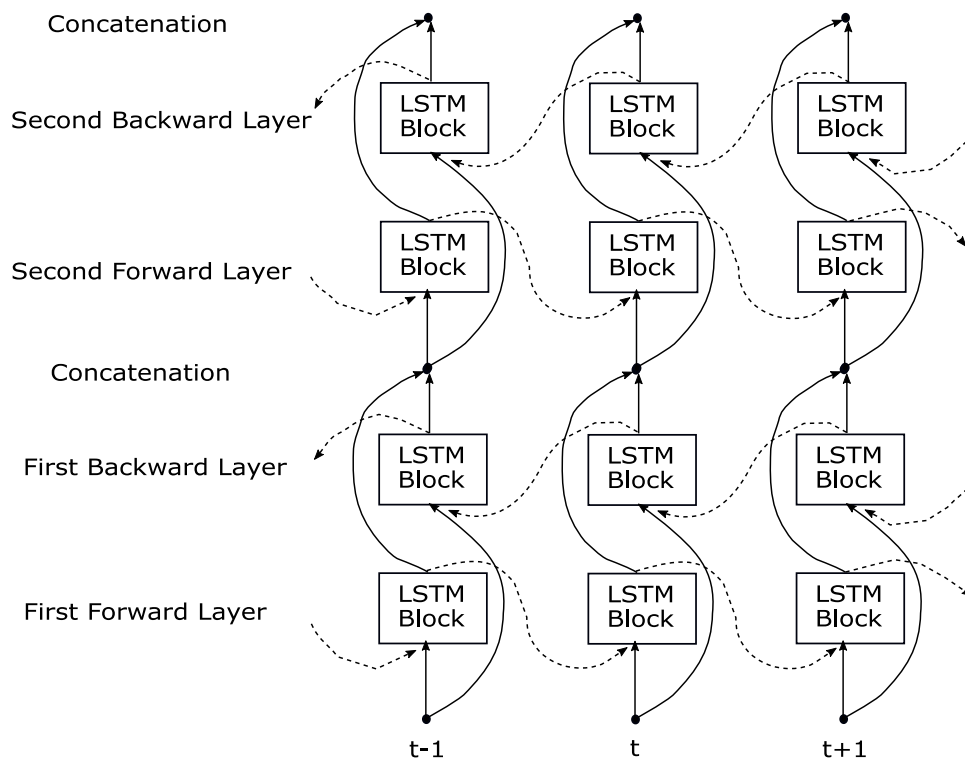 Concatenation
LSTM
Block
LSTM
Block
LSTM
Block
Second Backward Layer
LSTM
Block
LSTM
Block
LSTM
Block
Second Forward Layer
Concatenation
LSTM
Block
LSTM
Block
LSTM
Block
First Backward Layer
LSTM
Block
LSTM
Block
LSTM
Block
First Forward Layer
t-1
t
t+1